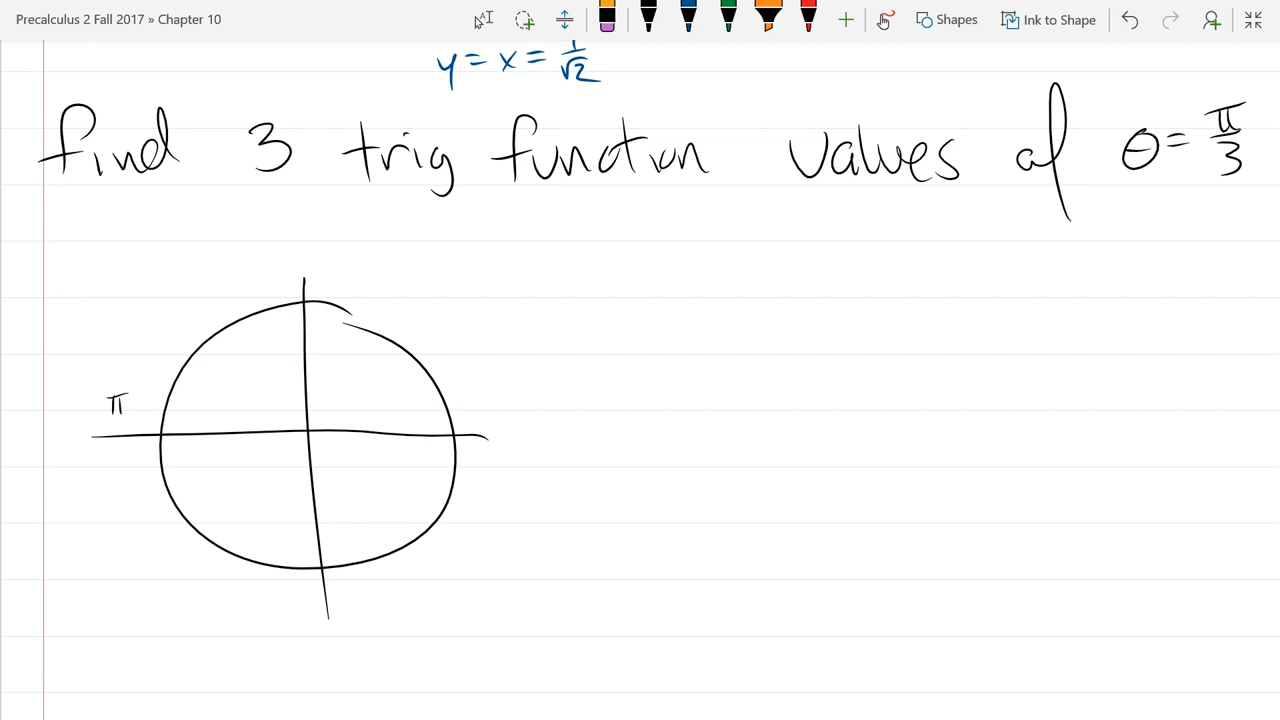 Precalculus 2 Fall 2017 » Chapter 10
Shapes
Ink to Shape
y = x = 1/√2
find 3 trig function values of θ = π/3
π